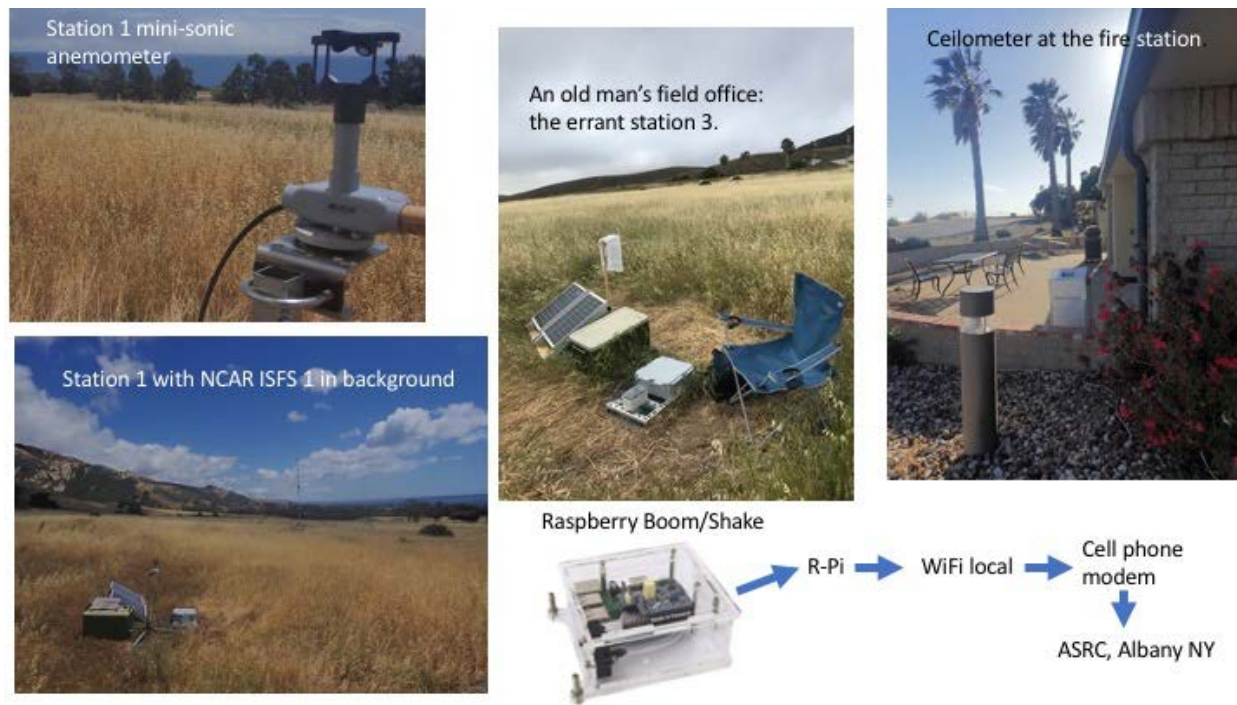 Station 1 mini-sonic
anemometer
An old man’s field office:
the errant station 3.
Ceilometer at the fire station.
Station 1 with NCAR ISFS 1 in background
Raspberry Boom/Shake
R-Pi
WiFi local
Cell phone
modem
ASRC, Albany NY